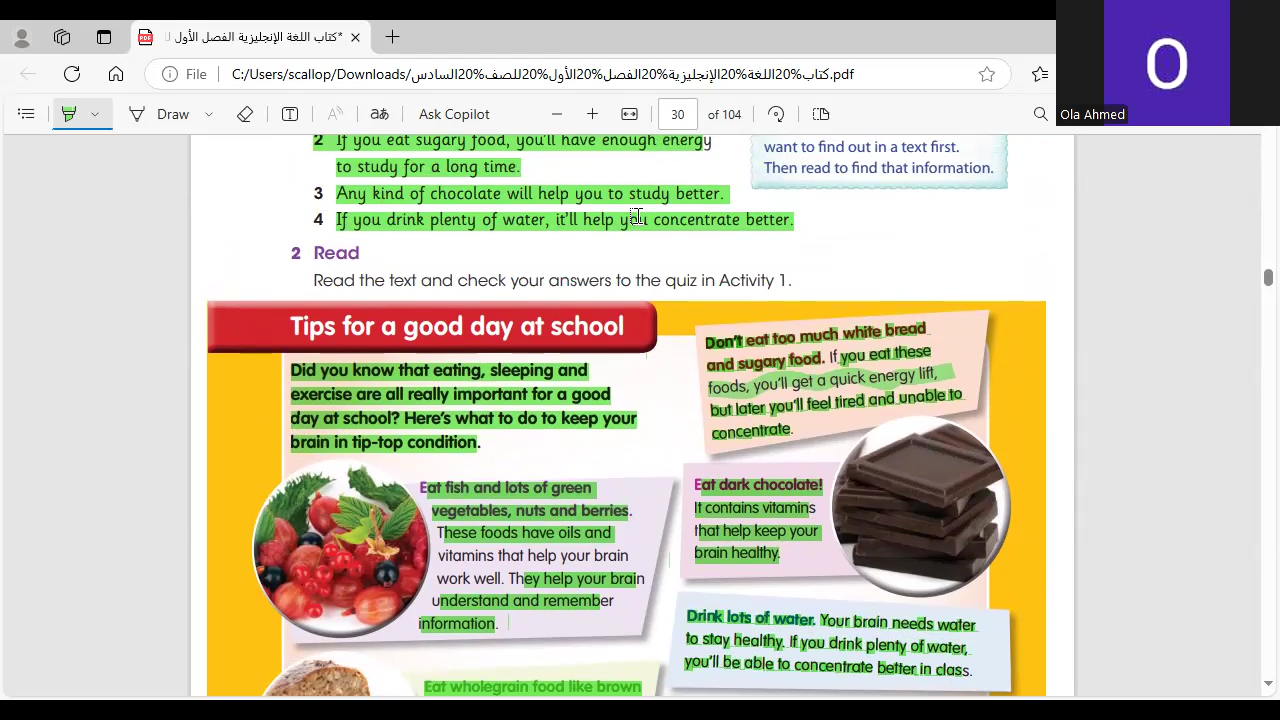 *كتاب اللغة الإنجليزية الفصل الأول
File
C:/Users/scallop/Downloads/كتاب%20اللغة%20الإنجليزية%20الفصل%20الأول%20للصف%20السادس.pdf
Draw
Ask Copilot
30 of 104
O
Ola Ahmed
want to find out in a text first.
Then read to find that information.
2 If you eat sugary food, you'll have enough energy
to study for a long time.
3 Any kind of chocolate will help you to study better.
4 If you drink plenty of water, it'll help you concentrate better.
2 Read
Read the text and check your answers to the quiz in Activity 1.
Tips for a good day at school
Did you know that eating, sleeping and
exercise are all really important for a good
day at school? Here's what to do to keep your
brain in tip-top condition.
Don't eat too much white bread
and sugary food. If you eat these
foods, you'll get a quick energy lift,
but later you'll feel tired and unable to
concentrate.
Eat fish and lots of green
vegetables, nuts and berries.
These foods have oils and
vitamins that help your brain
work well. They help your brain
understand and remember
information.
Eat dark chocolate!
It contains vitamins
that help keep your
brain healthy.
Drink lots of water. Your brain needs water
to stay healthy. If you drink plenty of water,
you'll be able to concentrate better in class.
Eat wholegrain food like brown